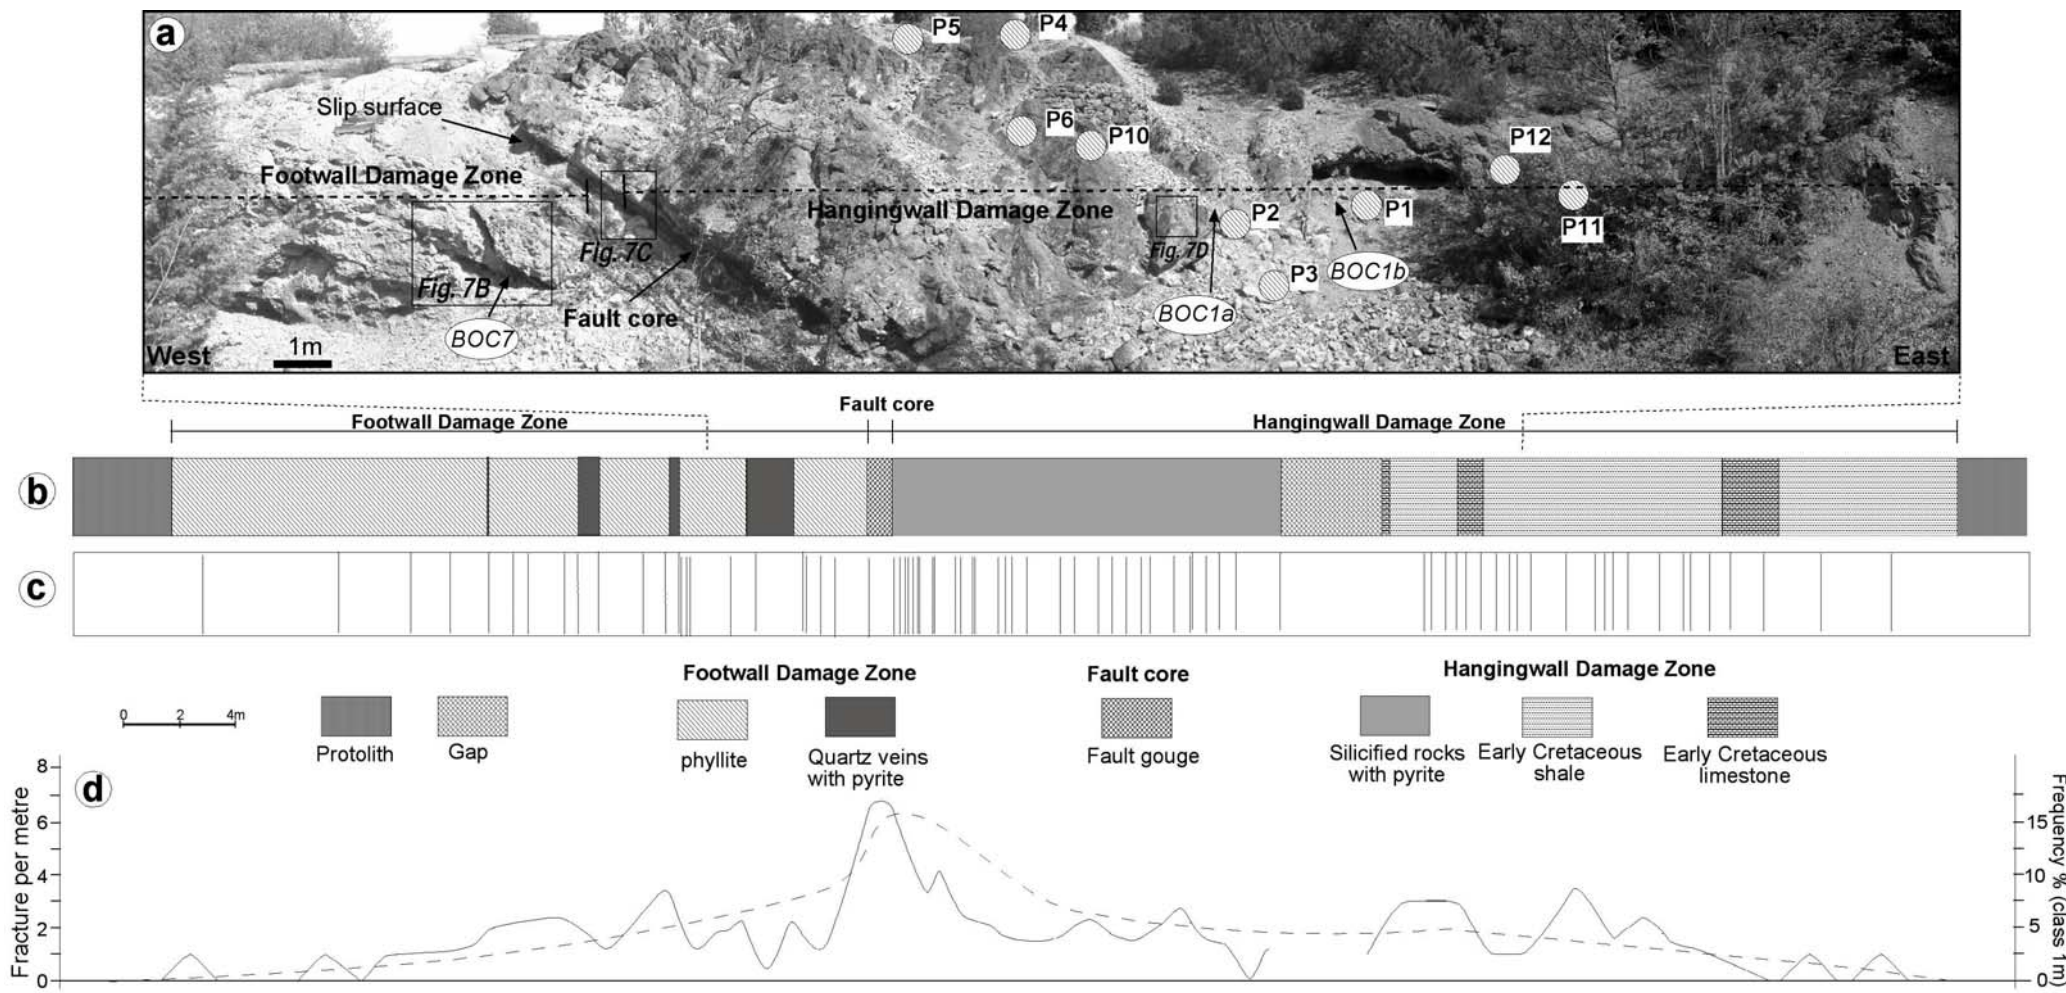 a
P5
P4
Slip surface
P6
P10
P12
Footwall Damage Zone
Hangingwall Damage Zone
P2
P1
P11
Fig. 7C
Fig. 7D
BOC1b
P3
Fig. 7B
BOC1a
Fault core
BOC7
West
1m
East
Fault core
Footwall Damage Zone
Hangingwall Damage Zone
b
c
Footwall Damage Zone
Fault core
Hangingwall Damage Zone
0 2 4m
Protolith
Gap
phyllite
Quartz veins
with pyrite
Fault gouge
Silicified rocks
with pyrite
Early Cretaceous
shale
Early Cretaceous
limestone
d
Fracture per metre
8
6
4
2
0
15
10
5
0
Frequency % (class 1m)